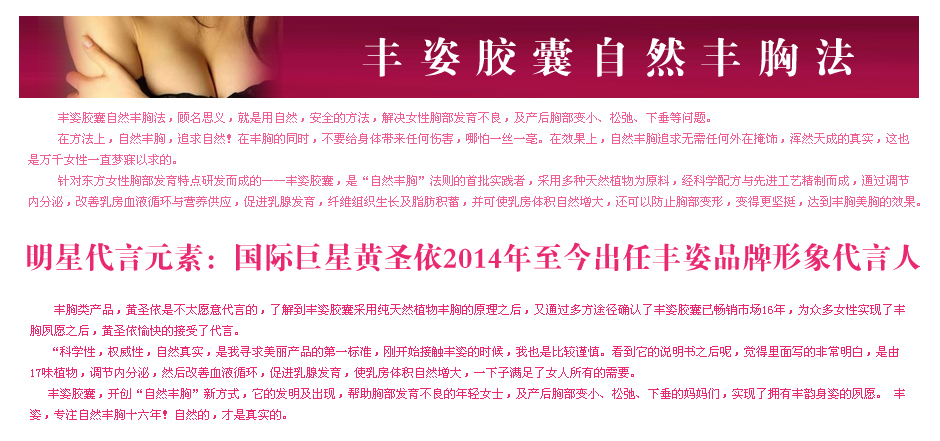 丰姿胶囊自然丰胸法
丰姿胶囊自然丰胸法，顾名思义，就是用自然，安全的方法，解决女性胸部发育不良，及产后胸部变小、松弛、下垂等问题。
在方法上，自然丰胸，追求自然！在丰胸的同时，不要给身体带来任何伤害，哪怕一丝一毫。在效果上，自然丰胸追求无需任何外在掩饰，浑然天成的真实，这也
是万千女性一直梦寐以求的。
针对东方女性胸部发育特点研发而成的——丰姿胶囊，是“自然丰胸”法则的首批实践者，采用多种天然植物为原料，经科学配方与先进工艺精制而成，通过调节
内分泌，改善乳房血液循环与营养供应，促进乳腺发育，纤维组织生长及脂肪积蓄，并可使乳房体积自然增大，还可以防止胸部变形，变得更坚挺，达到丰胸美胸的效果。
明星代言元素：国际巨星黄圣依2014年至今出任丰姿品牌形象代言人
丰胸类产品，黄圣依是不太愿意代言的，了解到丰姿胶囊采用纯天然植物丰胸的原理之后，又通过多方途径确认了丰姿胶囊已畅销市场16年，为众多女性实现了丰
胸夙愿之后，黄圣依愉快的接受了代言。
“科学性，权威性，自然真实，是我寻求美丽产品的第一标准，刚开始接触丰姿的时候，我也是比较谨慎。看到它的说明书之后呢，觉得里面写的非常明白，是由
17味植物，调节内分泌，然后改善血液循环，促进乳腺发育，使乳房体积自然增大，一下子满足了女人所有的需要。
丰姿胶囊，开创“自然丰胸”新方式，它的发明及出现，帮助胸部发育不良的年轻女士，及产后胸部变小、松弛、下垂的妈妈们，实现了拥有丰韵身姿的夙愿。 丰
姿，专注自然丰胸十六年！自然的，才是真实的。